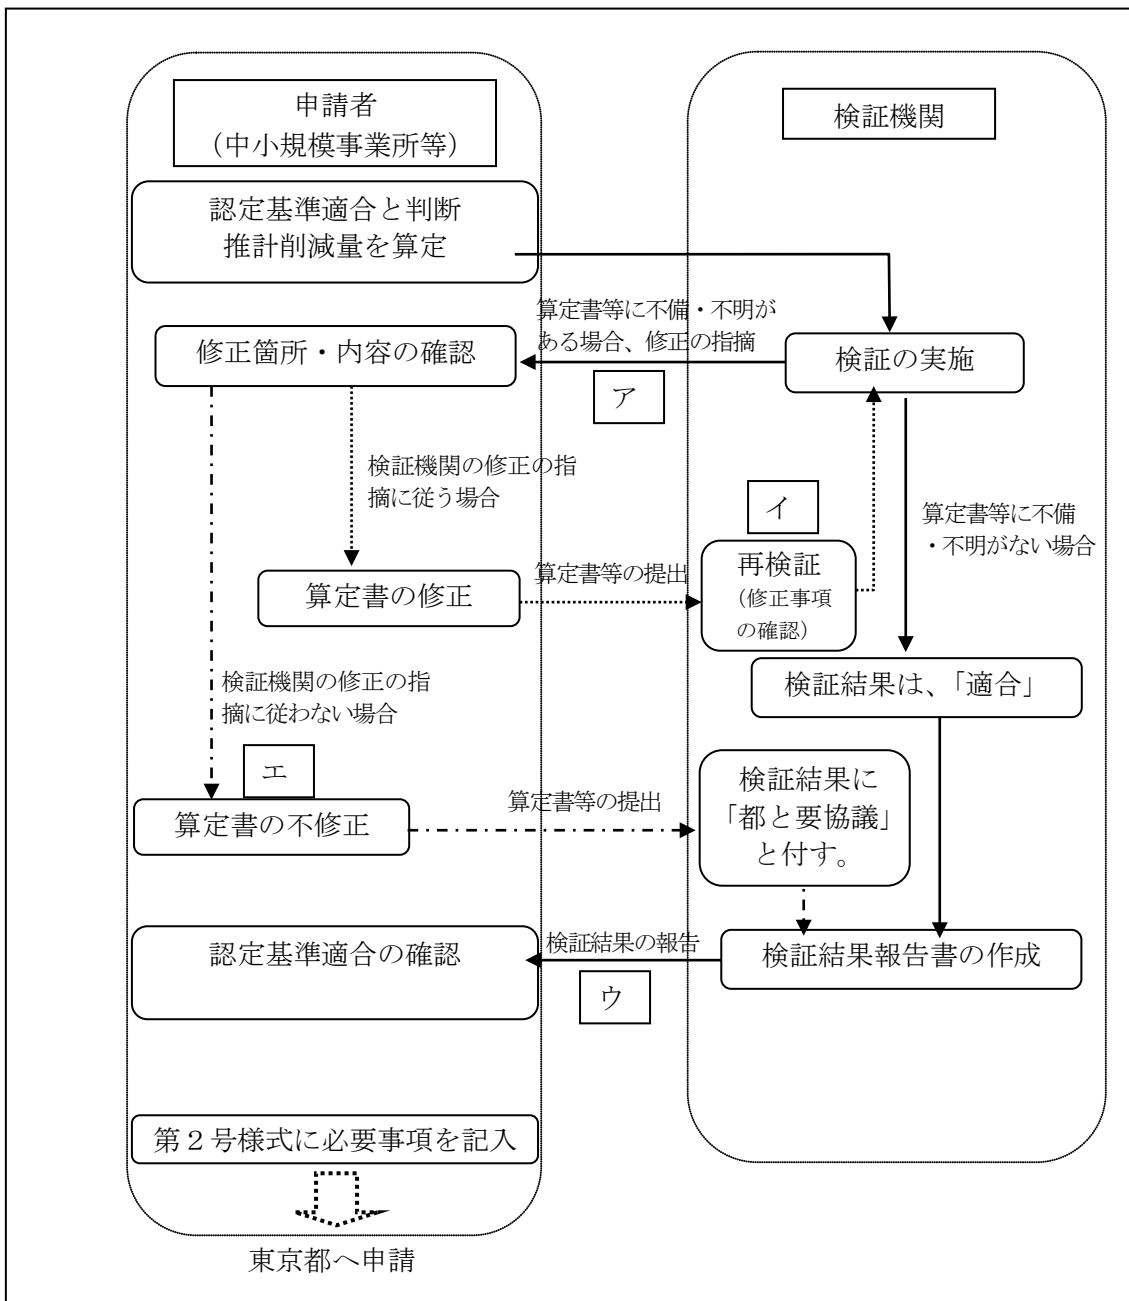 申請者
（中小規模事業所等）
検証機関
認定基準適合と判断
推計削減量を算定
算定書等に不備・不明が
ある場合、修正の指摘
修正箇所・内容の確認
検証の実施
ア
検証機関の修正の指
摘に従う場合
イ
算定書等に不備
・不明がない場合
算定書の修正
算定書等の提出
再検証
（修正事項
の確認）
検証機関の修正の指
摘に従わない場合
検証結果は、「適合」
エ
算定書の不修正
算定書等の提出
検証結果に
「都と要協議」
と付す。
認定基準適合の確認
検証結果の報告
検証結果報告書の作成
ウ
第２号様式に必要事項を記入
東京都へ申請